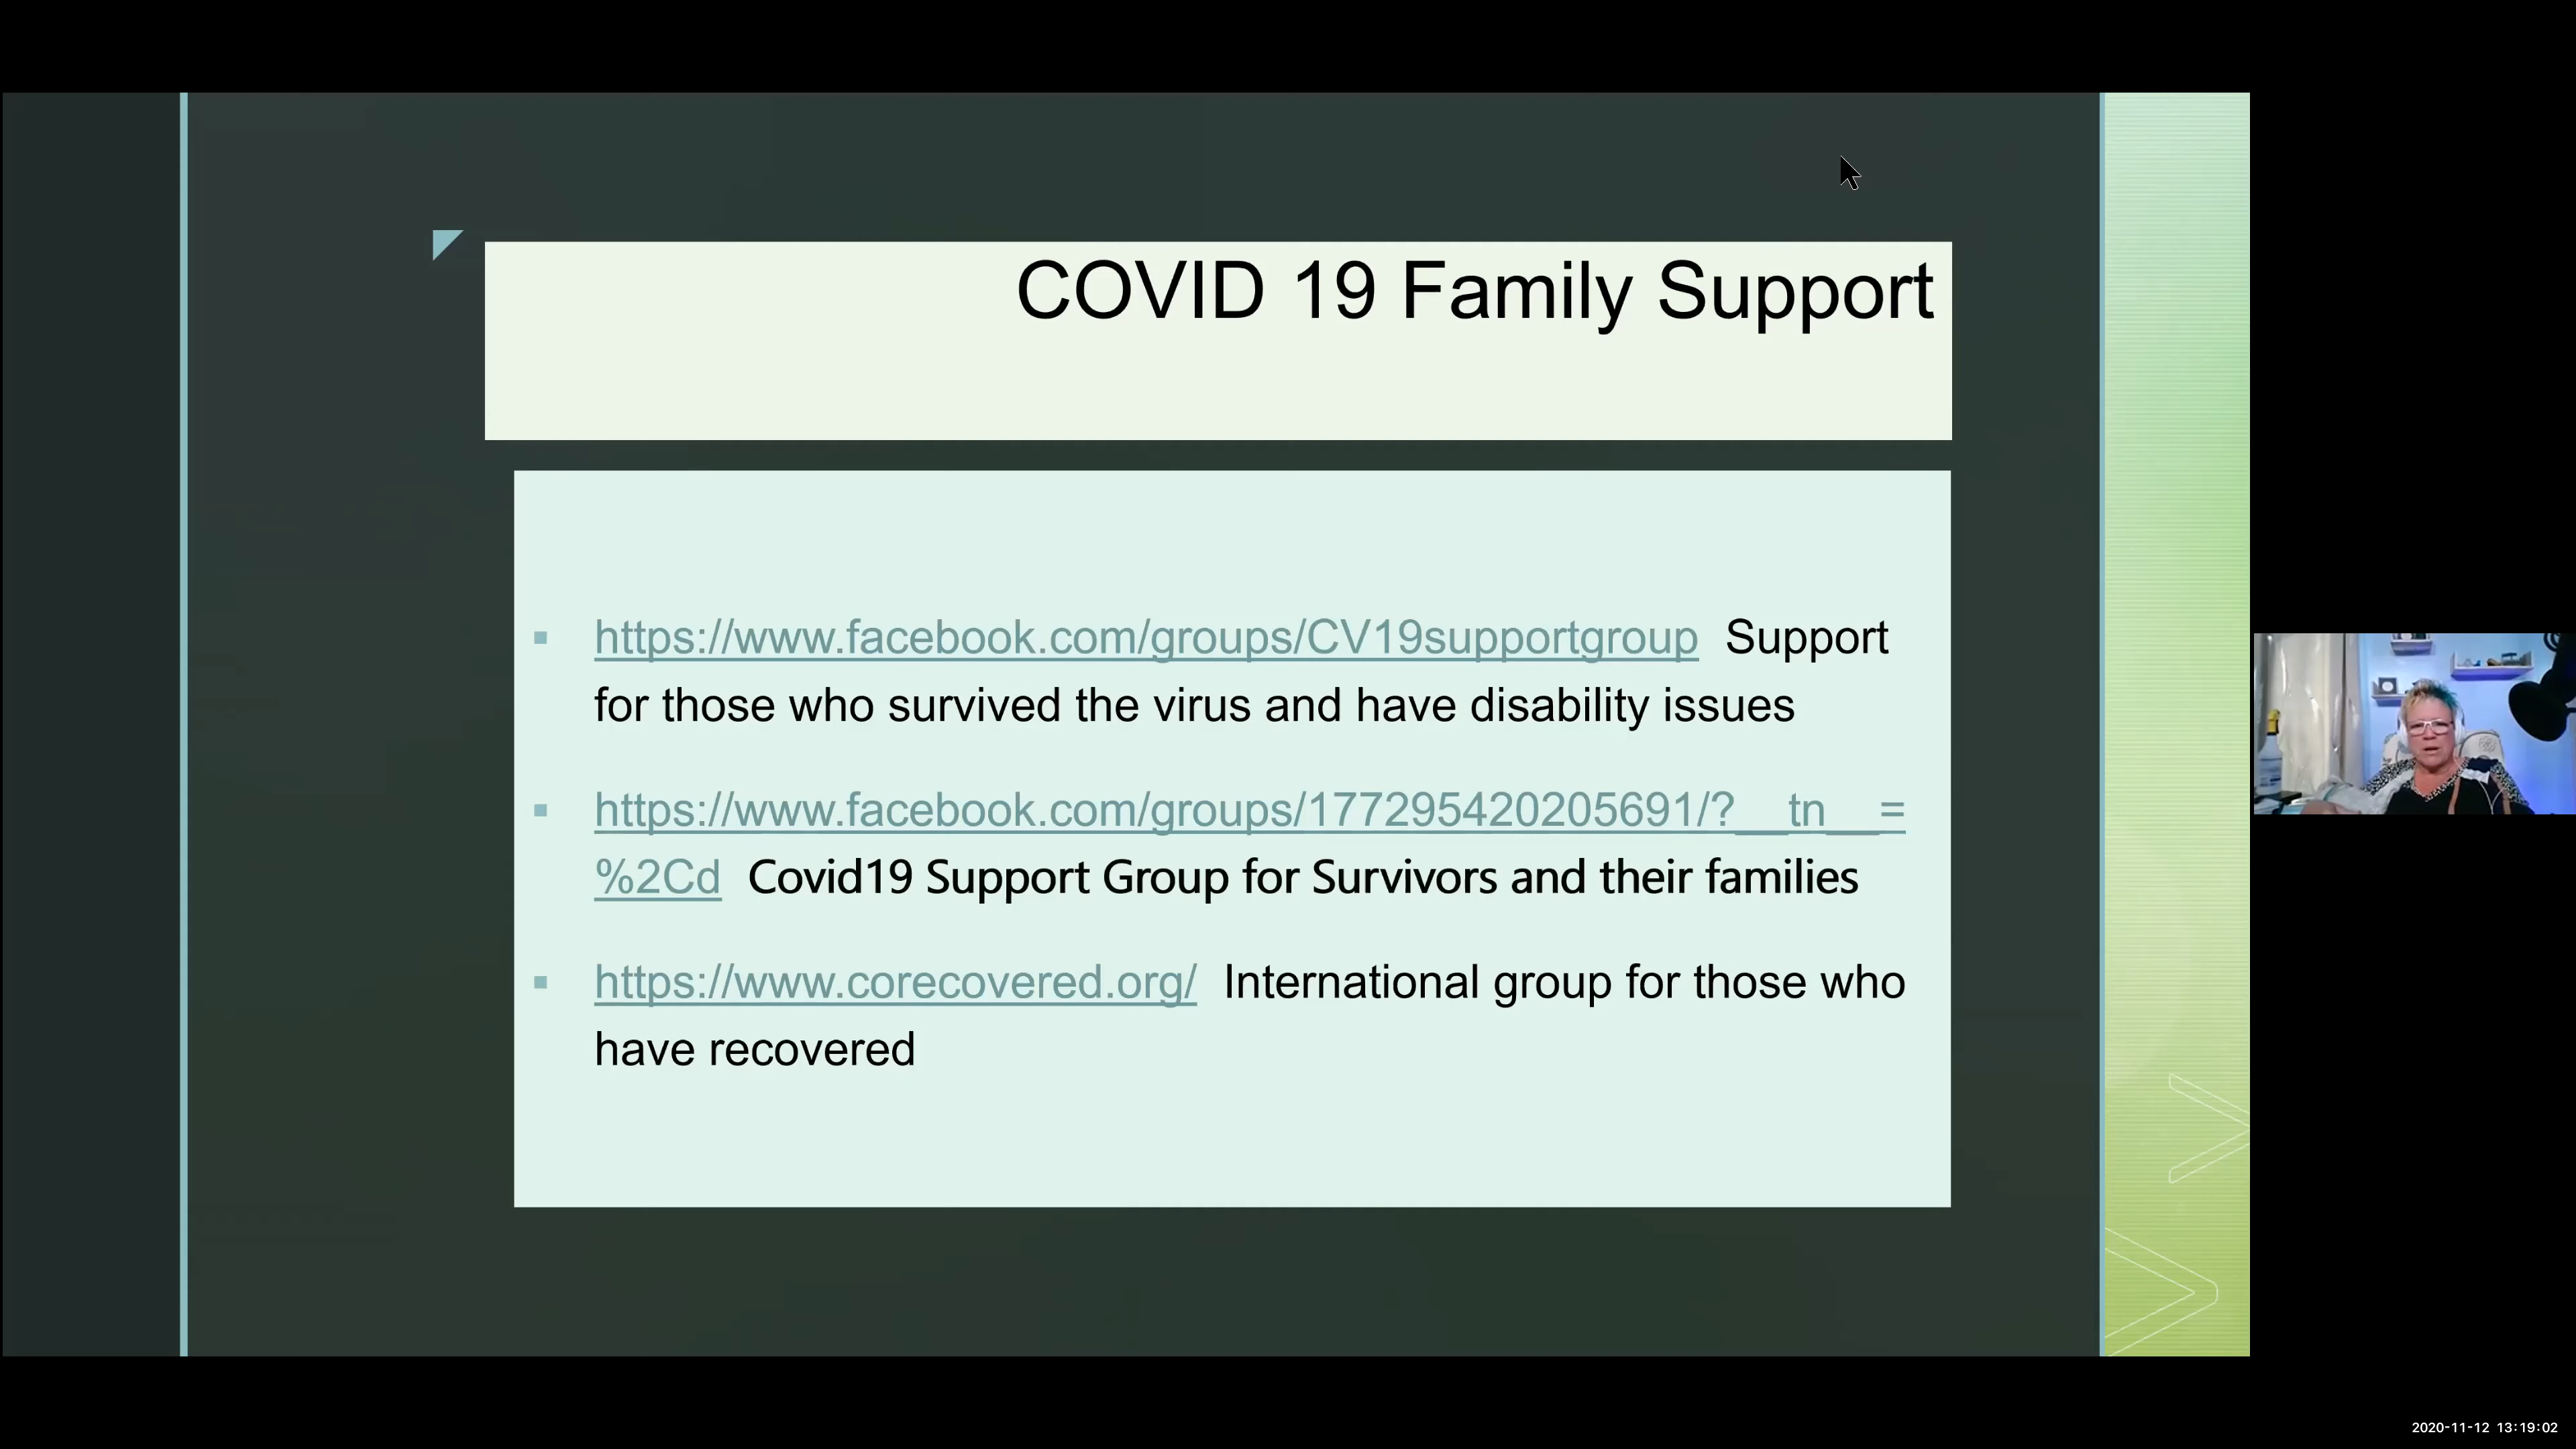 COVID 19 Family Support
https://www.facebook.com/groups/CV19supportgroup Support
for those who survived the virus and have disability issues
https://www.facebook.com/groups/177295420205691/?__tn__=
%2Cd Covid19 Support Group for Survivors and their families
https://www.corecovered.org/ International group for those who
have recovered
2020-11-12 13:19:02